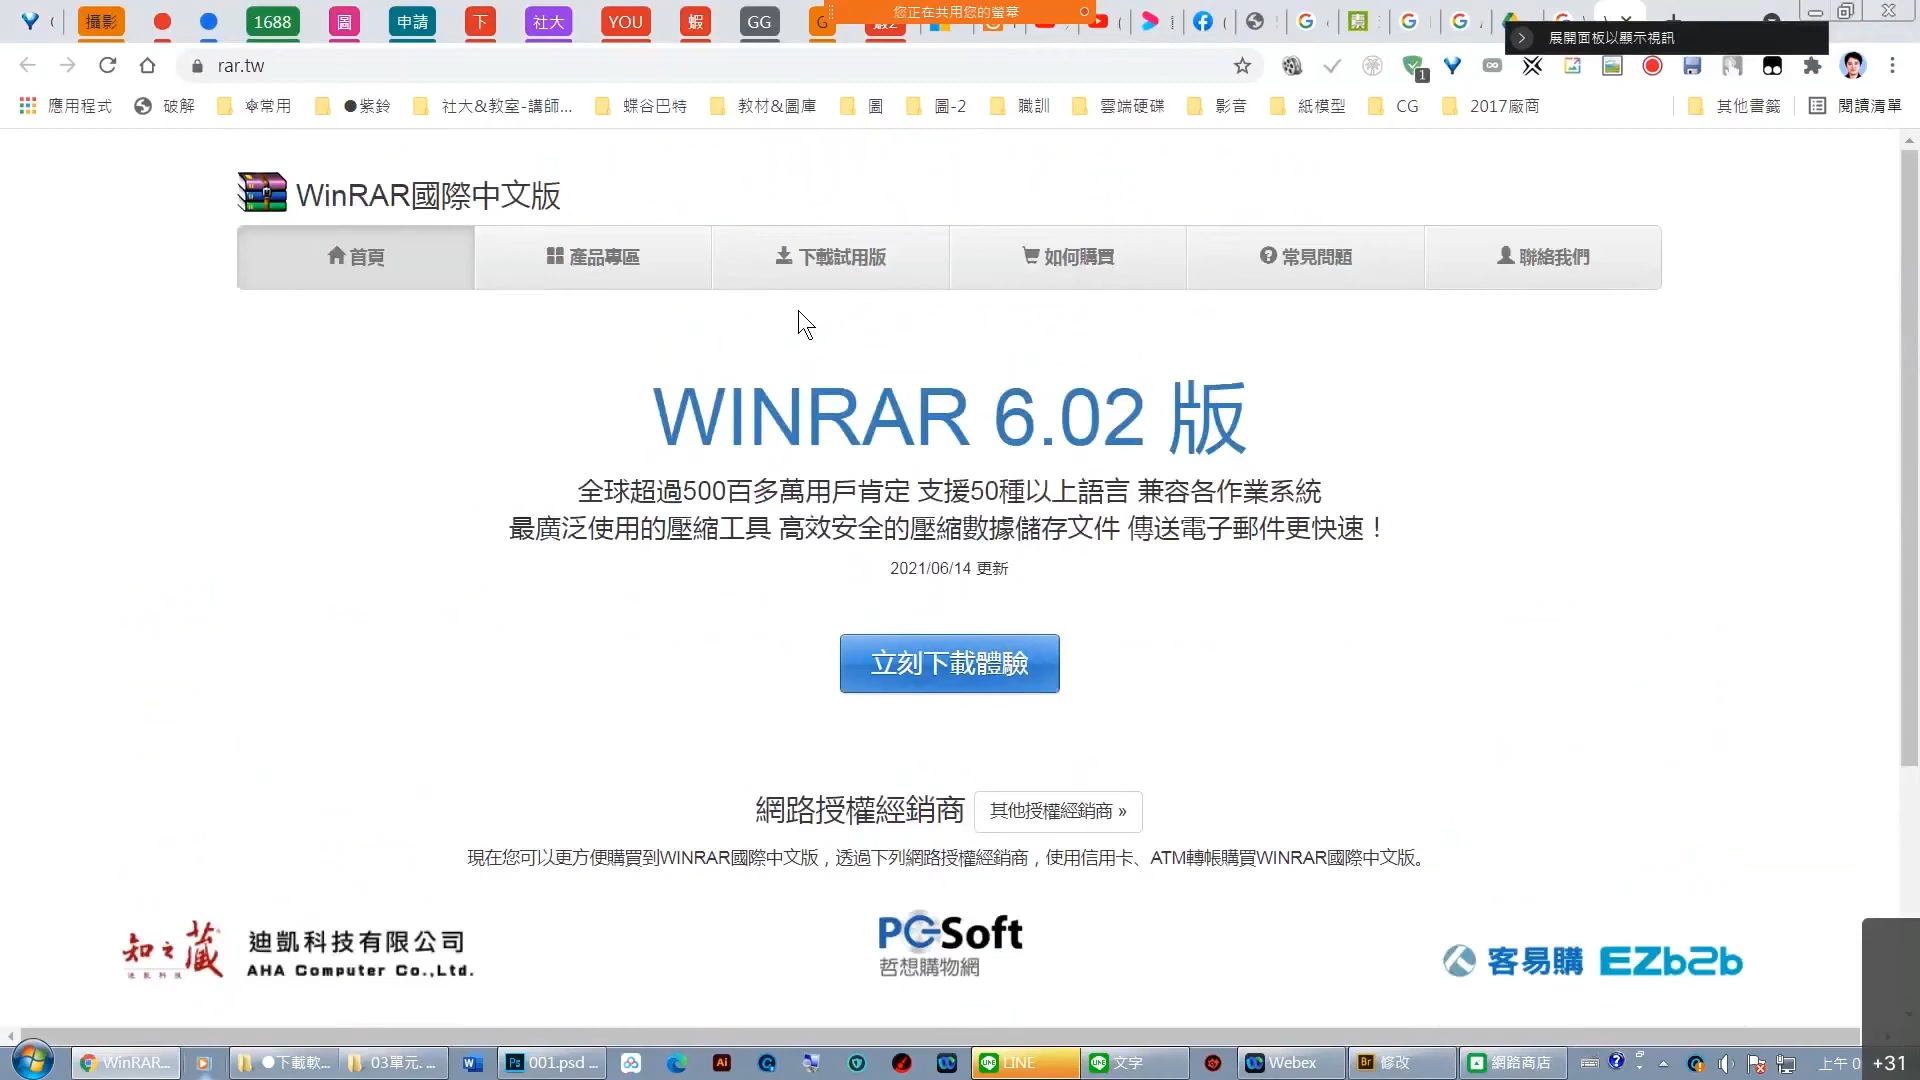 攝影
1688
圖
申請
下
社大
YOU
蝦
GG
您正在共用您的螢幕
展開面板以顯示視訊
rar.tw
1
應用程式
破解
常用
●紫鈴
社大&教室-講師...
蝶谷巴特
教材&圖庫
圖
圖-2
職訓
雲端硬碟
影音
紙模型
CG
2017廠商
其他書籤
閱讀清單
WinRAR國際中文版
首頁
產品專區
下載試用版
如何購買
常見問題
聯絡我們
WINRAR 6.02 版
全球超過500百多萬用戶肯定 支援50種以上語言 兼容各作業系統
最廣泛使用的壓縮工具 高效安全的壓縮數據儲存文件 傳送電子郵件更快速！
2021/06/14 更新
立刻下載體驗
網路授權經銷商
其他授權經銷商 »
現在您可以更方便購買到WINRAR國際中文版，透過下列網路授權經銷商，使用信用卡、ATM轉帳購買WINRAR國際中文版。
知之藏
迪凱科技有限公司
AHA Computer Co.,Ltd.
PCSoft
哲想購物網
客易購 EZb2b
WinRAR...
●下載軟...
03單元. ...
001.psd ...
LINE
文字
Webex
修改
網路商店
上午 0
+31